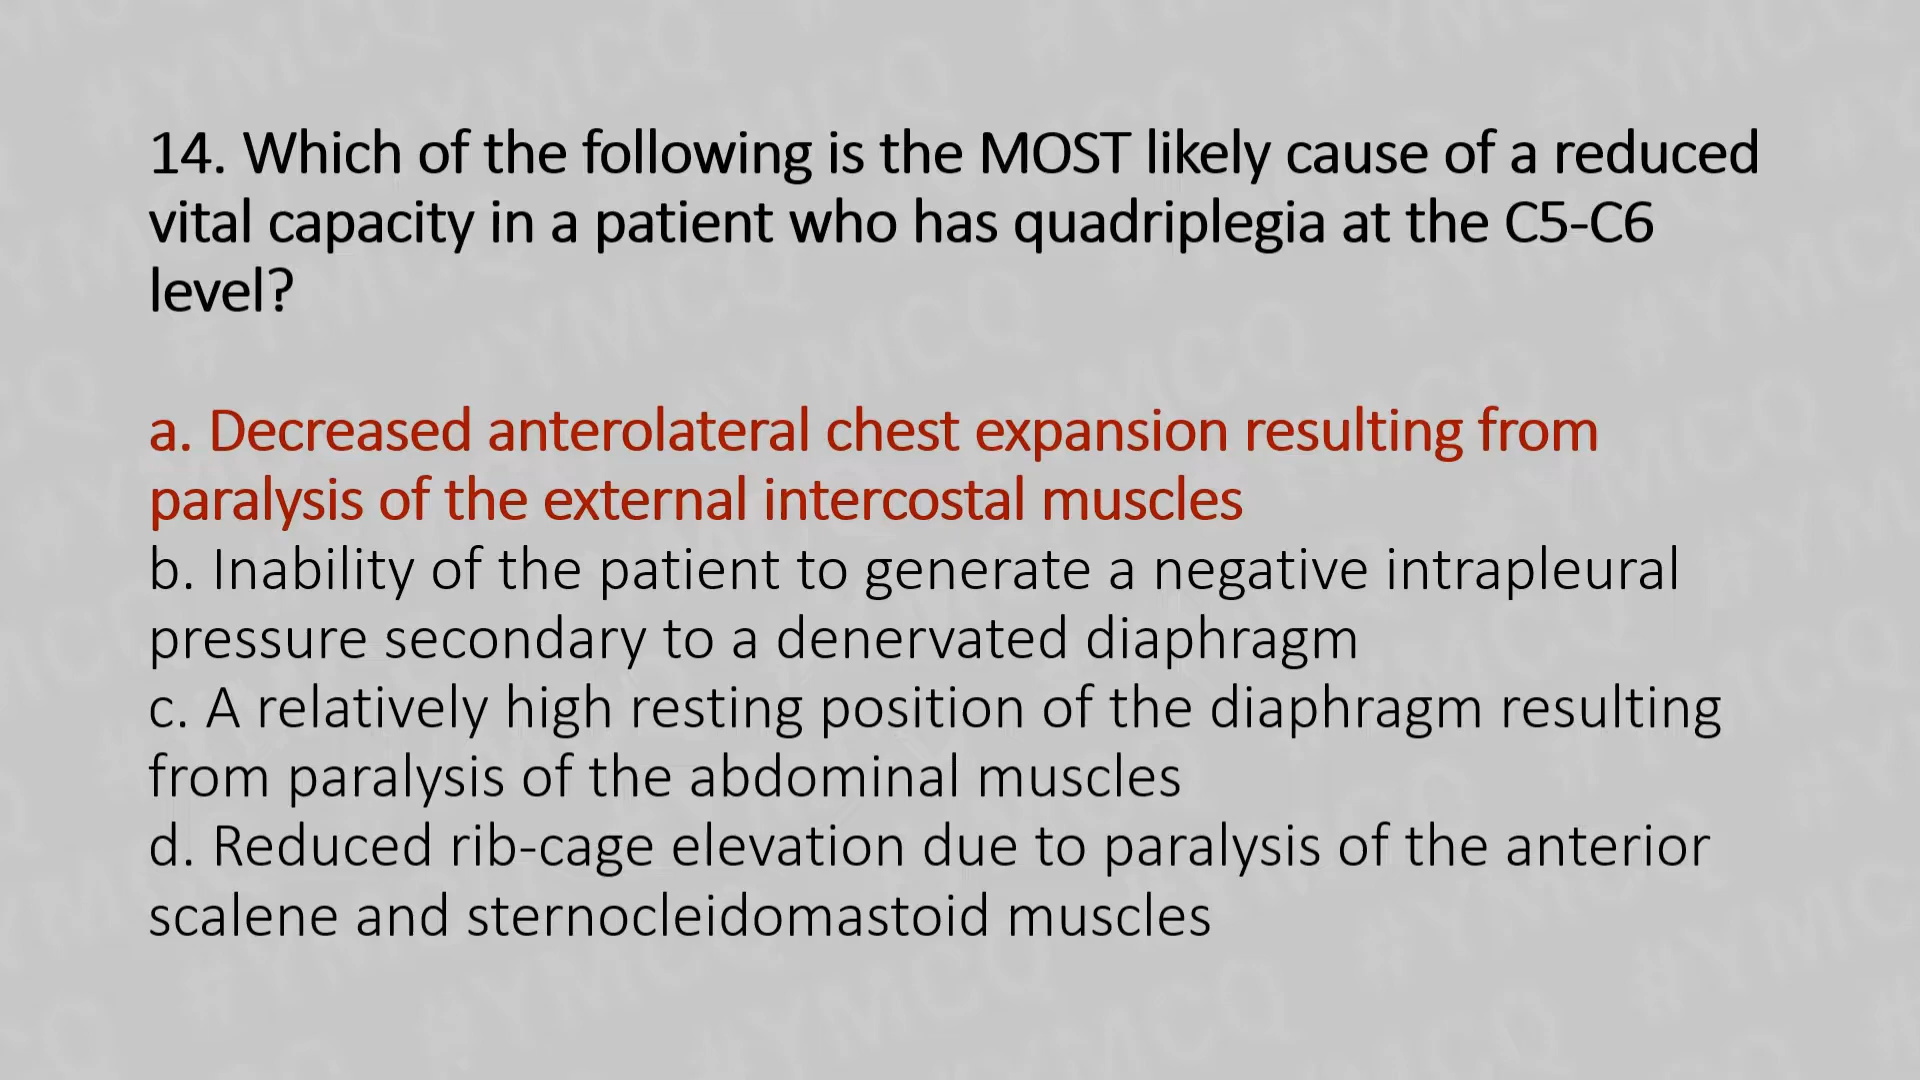 14. Which of the following is the MOST likely cause of a reduced
vital capacity in a patient who has quadriplegia at the C5-C6
level?
a. Decreased anterolateral chest expansion resulting from
paralysis of the external intercostal muscles
b. Inability of the patient to generate a negative intrapleural
pressure secondary to a denervated diaphragm
c. A relatively high resting position of the diaphragm resulting
from paralysis of the abdominal muscles
d. Reduced rib-cage elevation due to paralysis of the anterior
scalene and sternocleidomastoid muscles